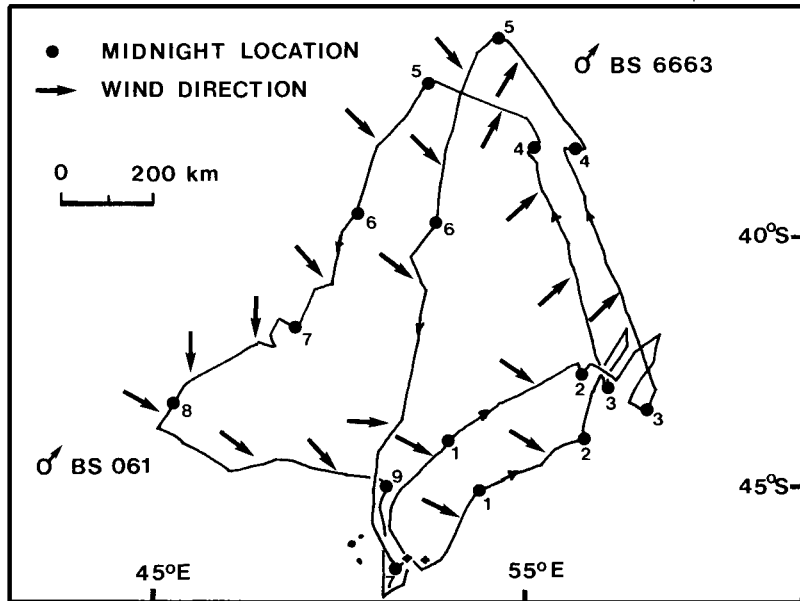 MIDNIGHT LOCATION
WIND DIRECTION
0 200 km
♂ BS 6663
5
5
4
4
6
6
40°S
7
2
3
3
8
1
2
♂ BS 061
9
1
45°S
7
45°E
55°E